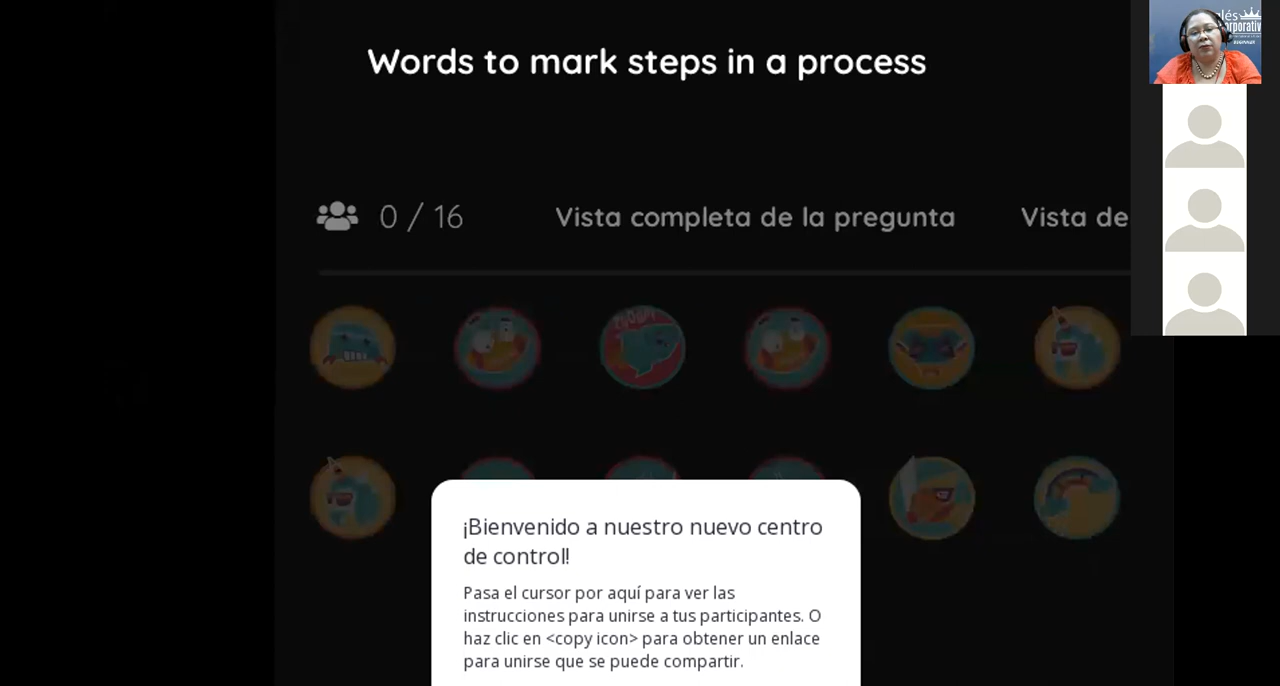 Words to mark steps in a process
0 / 16
Vista completa de la pregunta
Vista de
¡Bienvenido a nuestro nuevo centro
de control!
Pasa el cursor por aquí para ver las
instrucciones para unirse a tus participantes. O
haz clic en <copy icon> para obtener un enlace
para unirse que se puede compartir.